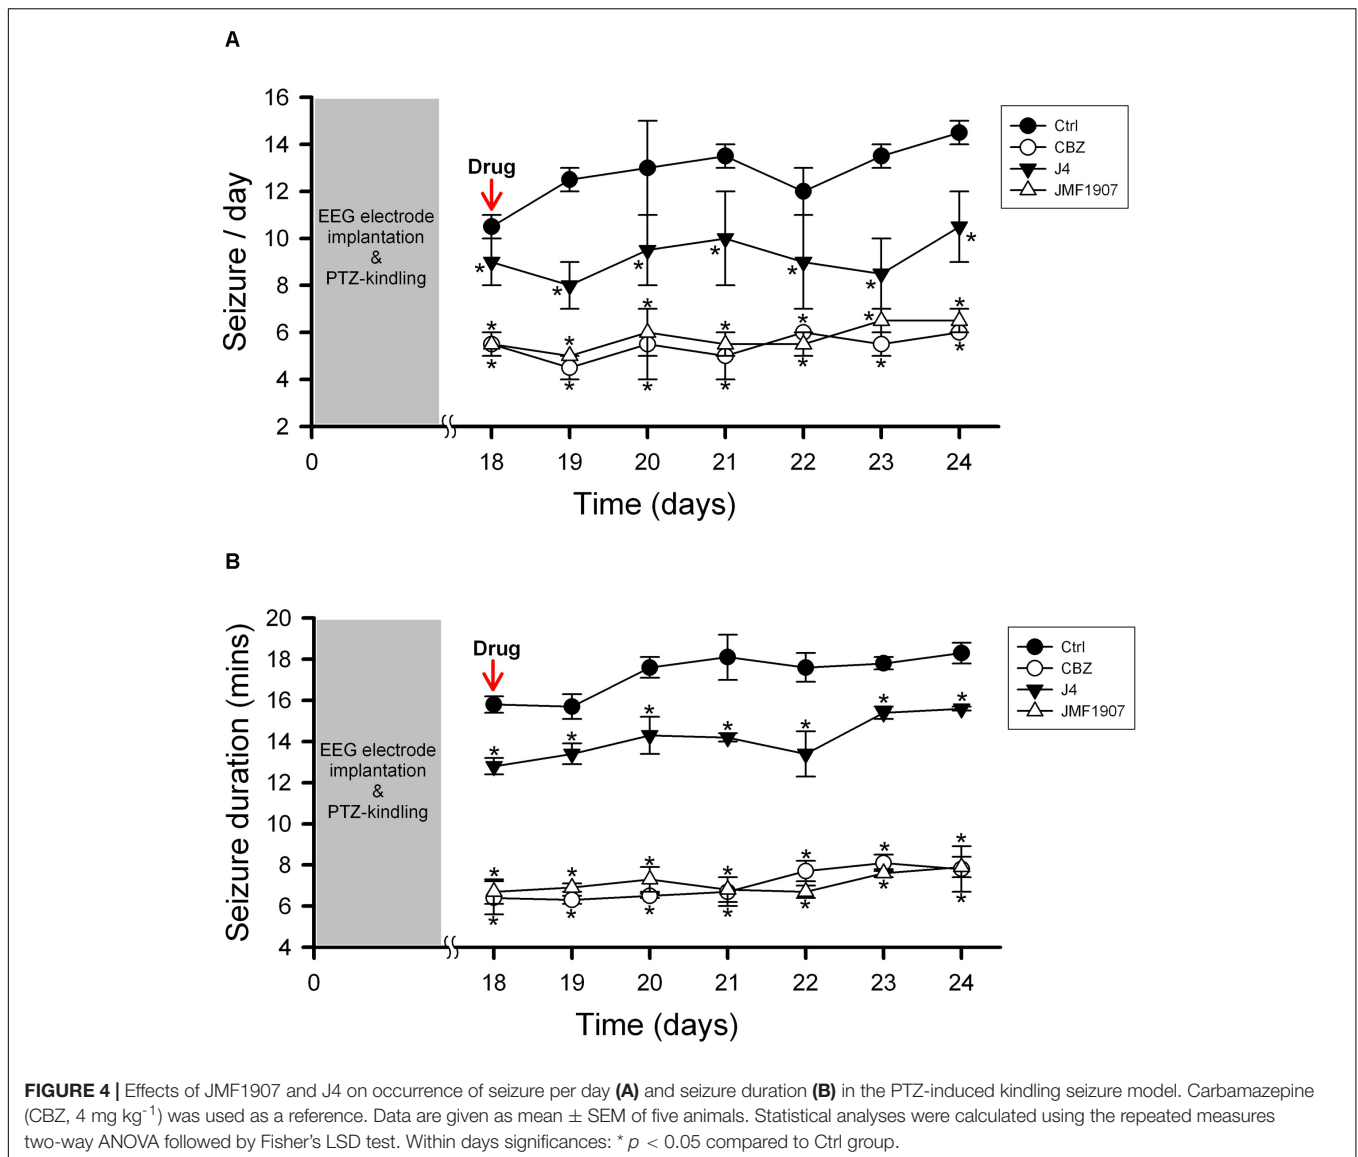 A
16
14
12
10
8
6
4
2
Seizure / day
EEG electrode
implantation
&
PTZ-kindling
Drug
* * * * * * *
* * * * * * *
* * * * * * *
Ctrl
CBZ
J4
JMF1907
0 18 19 20 21 22 23 24
Time (days)
B
20
18
16
14
12
10
8
6
4
Seizure duration (mins)
EEG electrode
implantation
&
PTZ-kindling
Drug
* * * * * * *
* * * * * * *
* * * * * * *
Ctrl
CBZ
J4
JMF1907
0 18 19 20 21 22 23 24
Time (days)
FIGURE 4 | Effects of JMF1907 and J4 on occurrence of seizure per day (A) and seizure duration (B) in the PTZ-induced kindling seizure model. Carbamazepine
(CBZ, 4 mg kg-1) was used as a reference. Data are given as mean ± SEM of five animals. Statistical analyses were calculated using the repeated measures
two-way ANOVA followed by Fisher's LSD test. Within days significances: * p < 0.05 compared to Ctrl group.